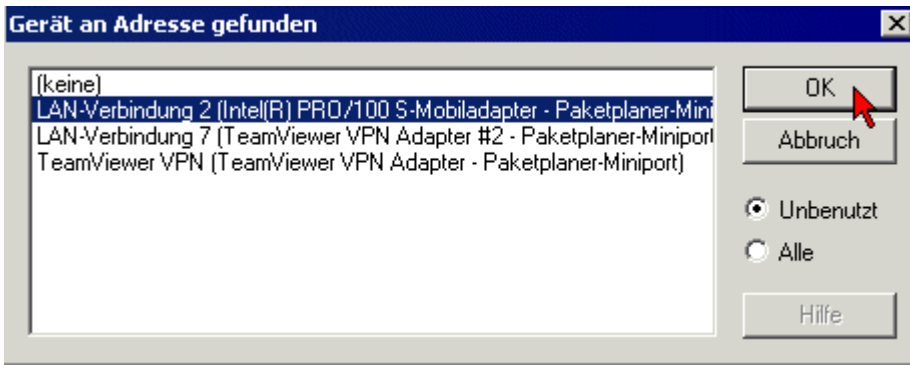 Gerät an Adresse gefunden
(keine)
LAN-Verbindung 2 (Intel(R) PRO/100 S-Mobiladapter - Paketplaner-Mini
LAN-Verbindung 7 (TeamViewer VPN Adapter #2 - Paketplaner-Miniport
TeamViewer VPN (TeamViewer VPN Adapter - Paketplaner-Miniport)
OK
Abbruch
Unbenutzt
Alle
Hilfe